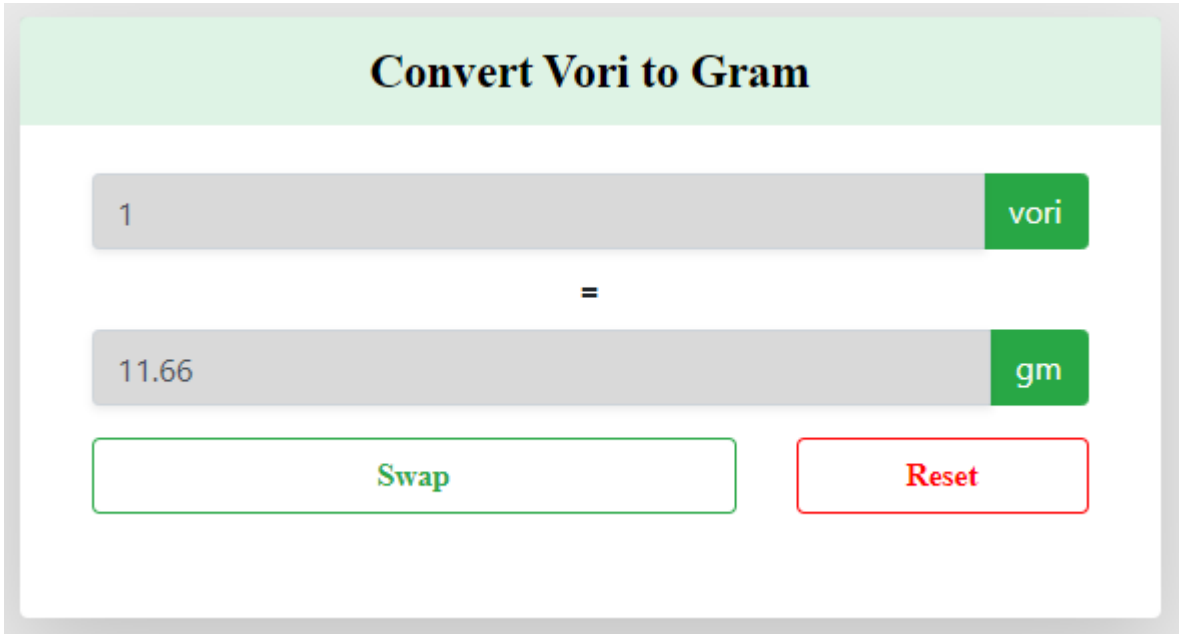 Convert Vori to Gram
1 vori
=
11.66 gm
Swap Reset